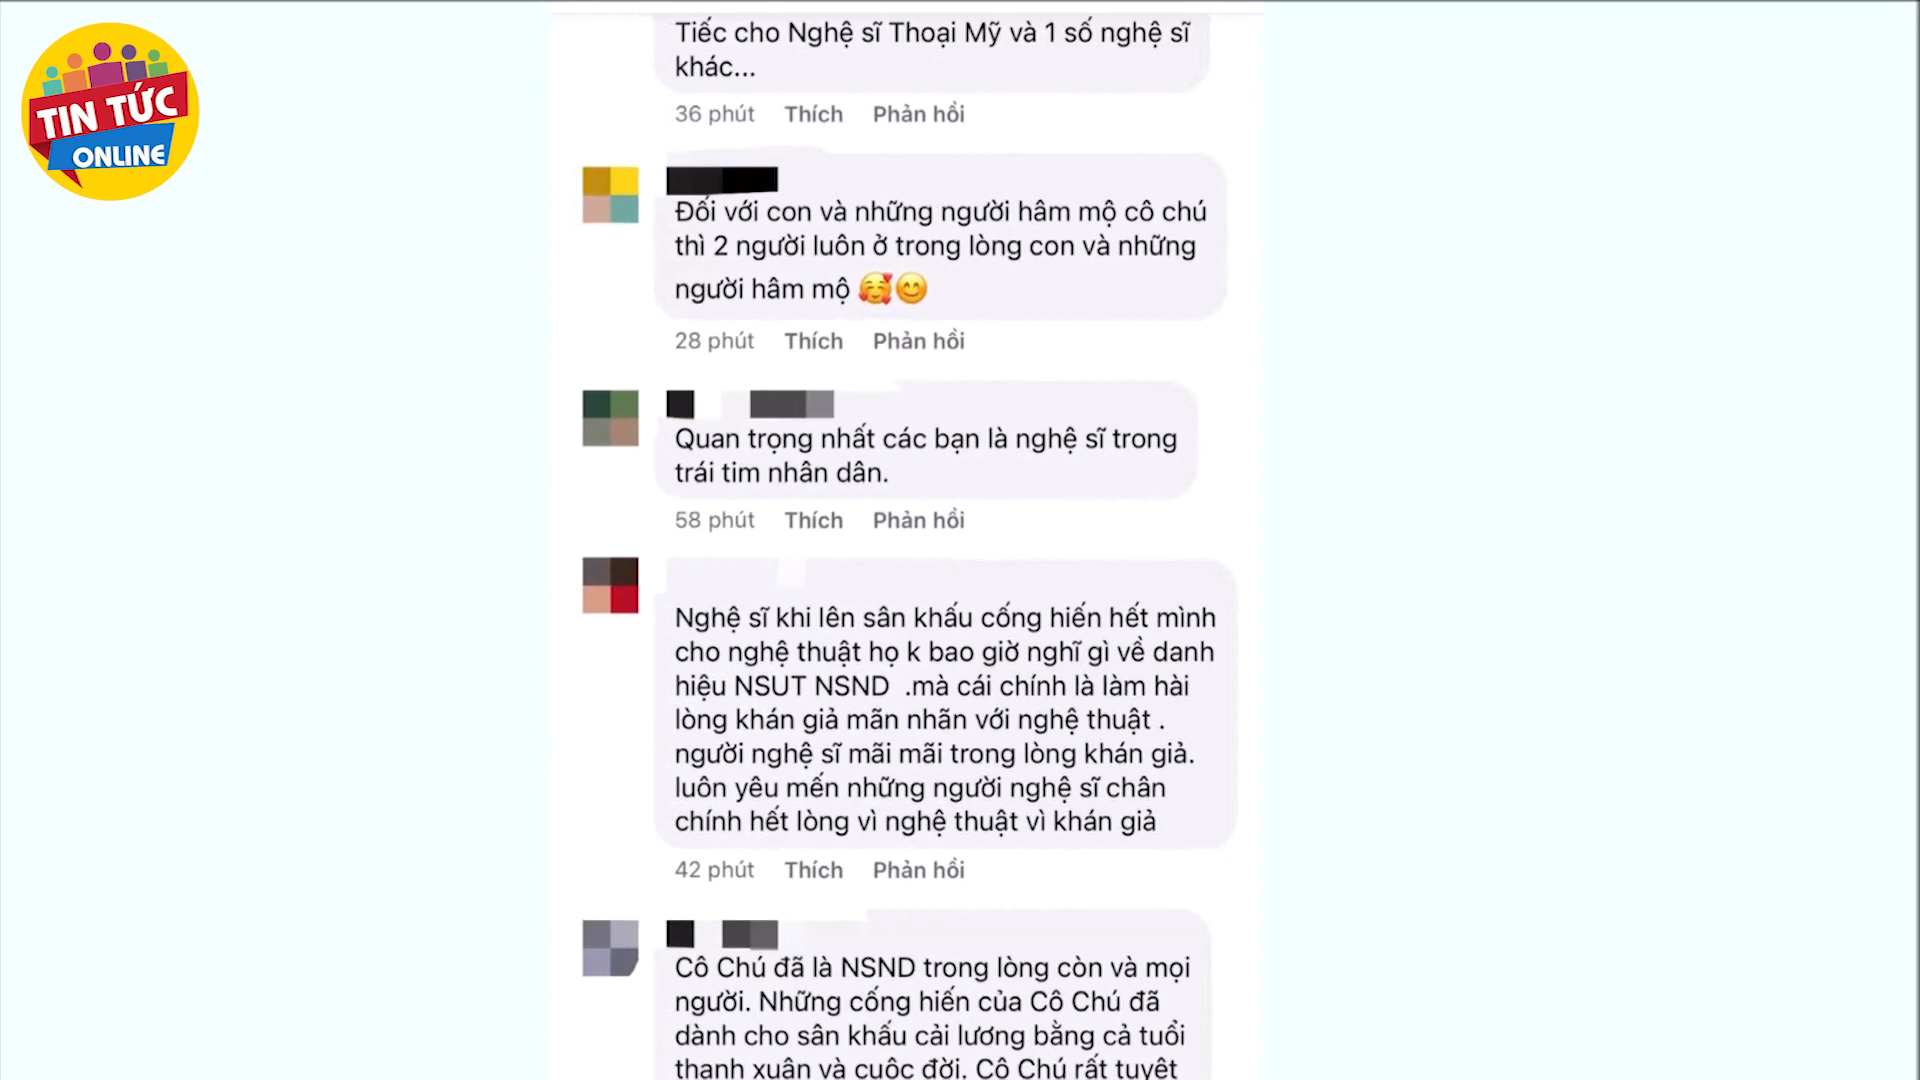 TIN TỨC
ONLINE
Tiếc cho Nghệ sĩ Thoại Mỹ và 1 số nghệ sĩ
khác...
36 phút Thích Phản hồi
Đối với con và những người hâm mộ cô chú
thì 2 người luôn ở trong lòng con và những
người hâm mộ 🥰😊
28 phút Thích Phản hồi
Quan trọng nhất các bạn là nghệ sĩ trong
trái tim nhân dân.
58 phút Thích Phản hồi
Nghệ sĩ khi lên sân khấu cống hiến hết mình
cho nghệ thuật họ k bao giờ nghĩ gì về danh
hiệu NSUT NSND .mà cái chính là làm hài
lòng khán giả mãn nhãn với nghệ thuật .
người nghệ sĩ mãi mãi trong lòng khán giả.
luôn yêu mến những người nghệ sĩ chân
chính hết lòng vì nghệ thuật vì khán giả
42 phút Thích Phản hồi
Cô Chú đã là NSND trong lòng còn và mọi
người. Những cống hiến của Cô Chú đã
dành cho sân khấu cải lương bằng cả tuổi
thanh xuân và cuộc đời. Cô Chú rất tuyệt